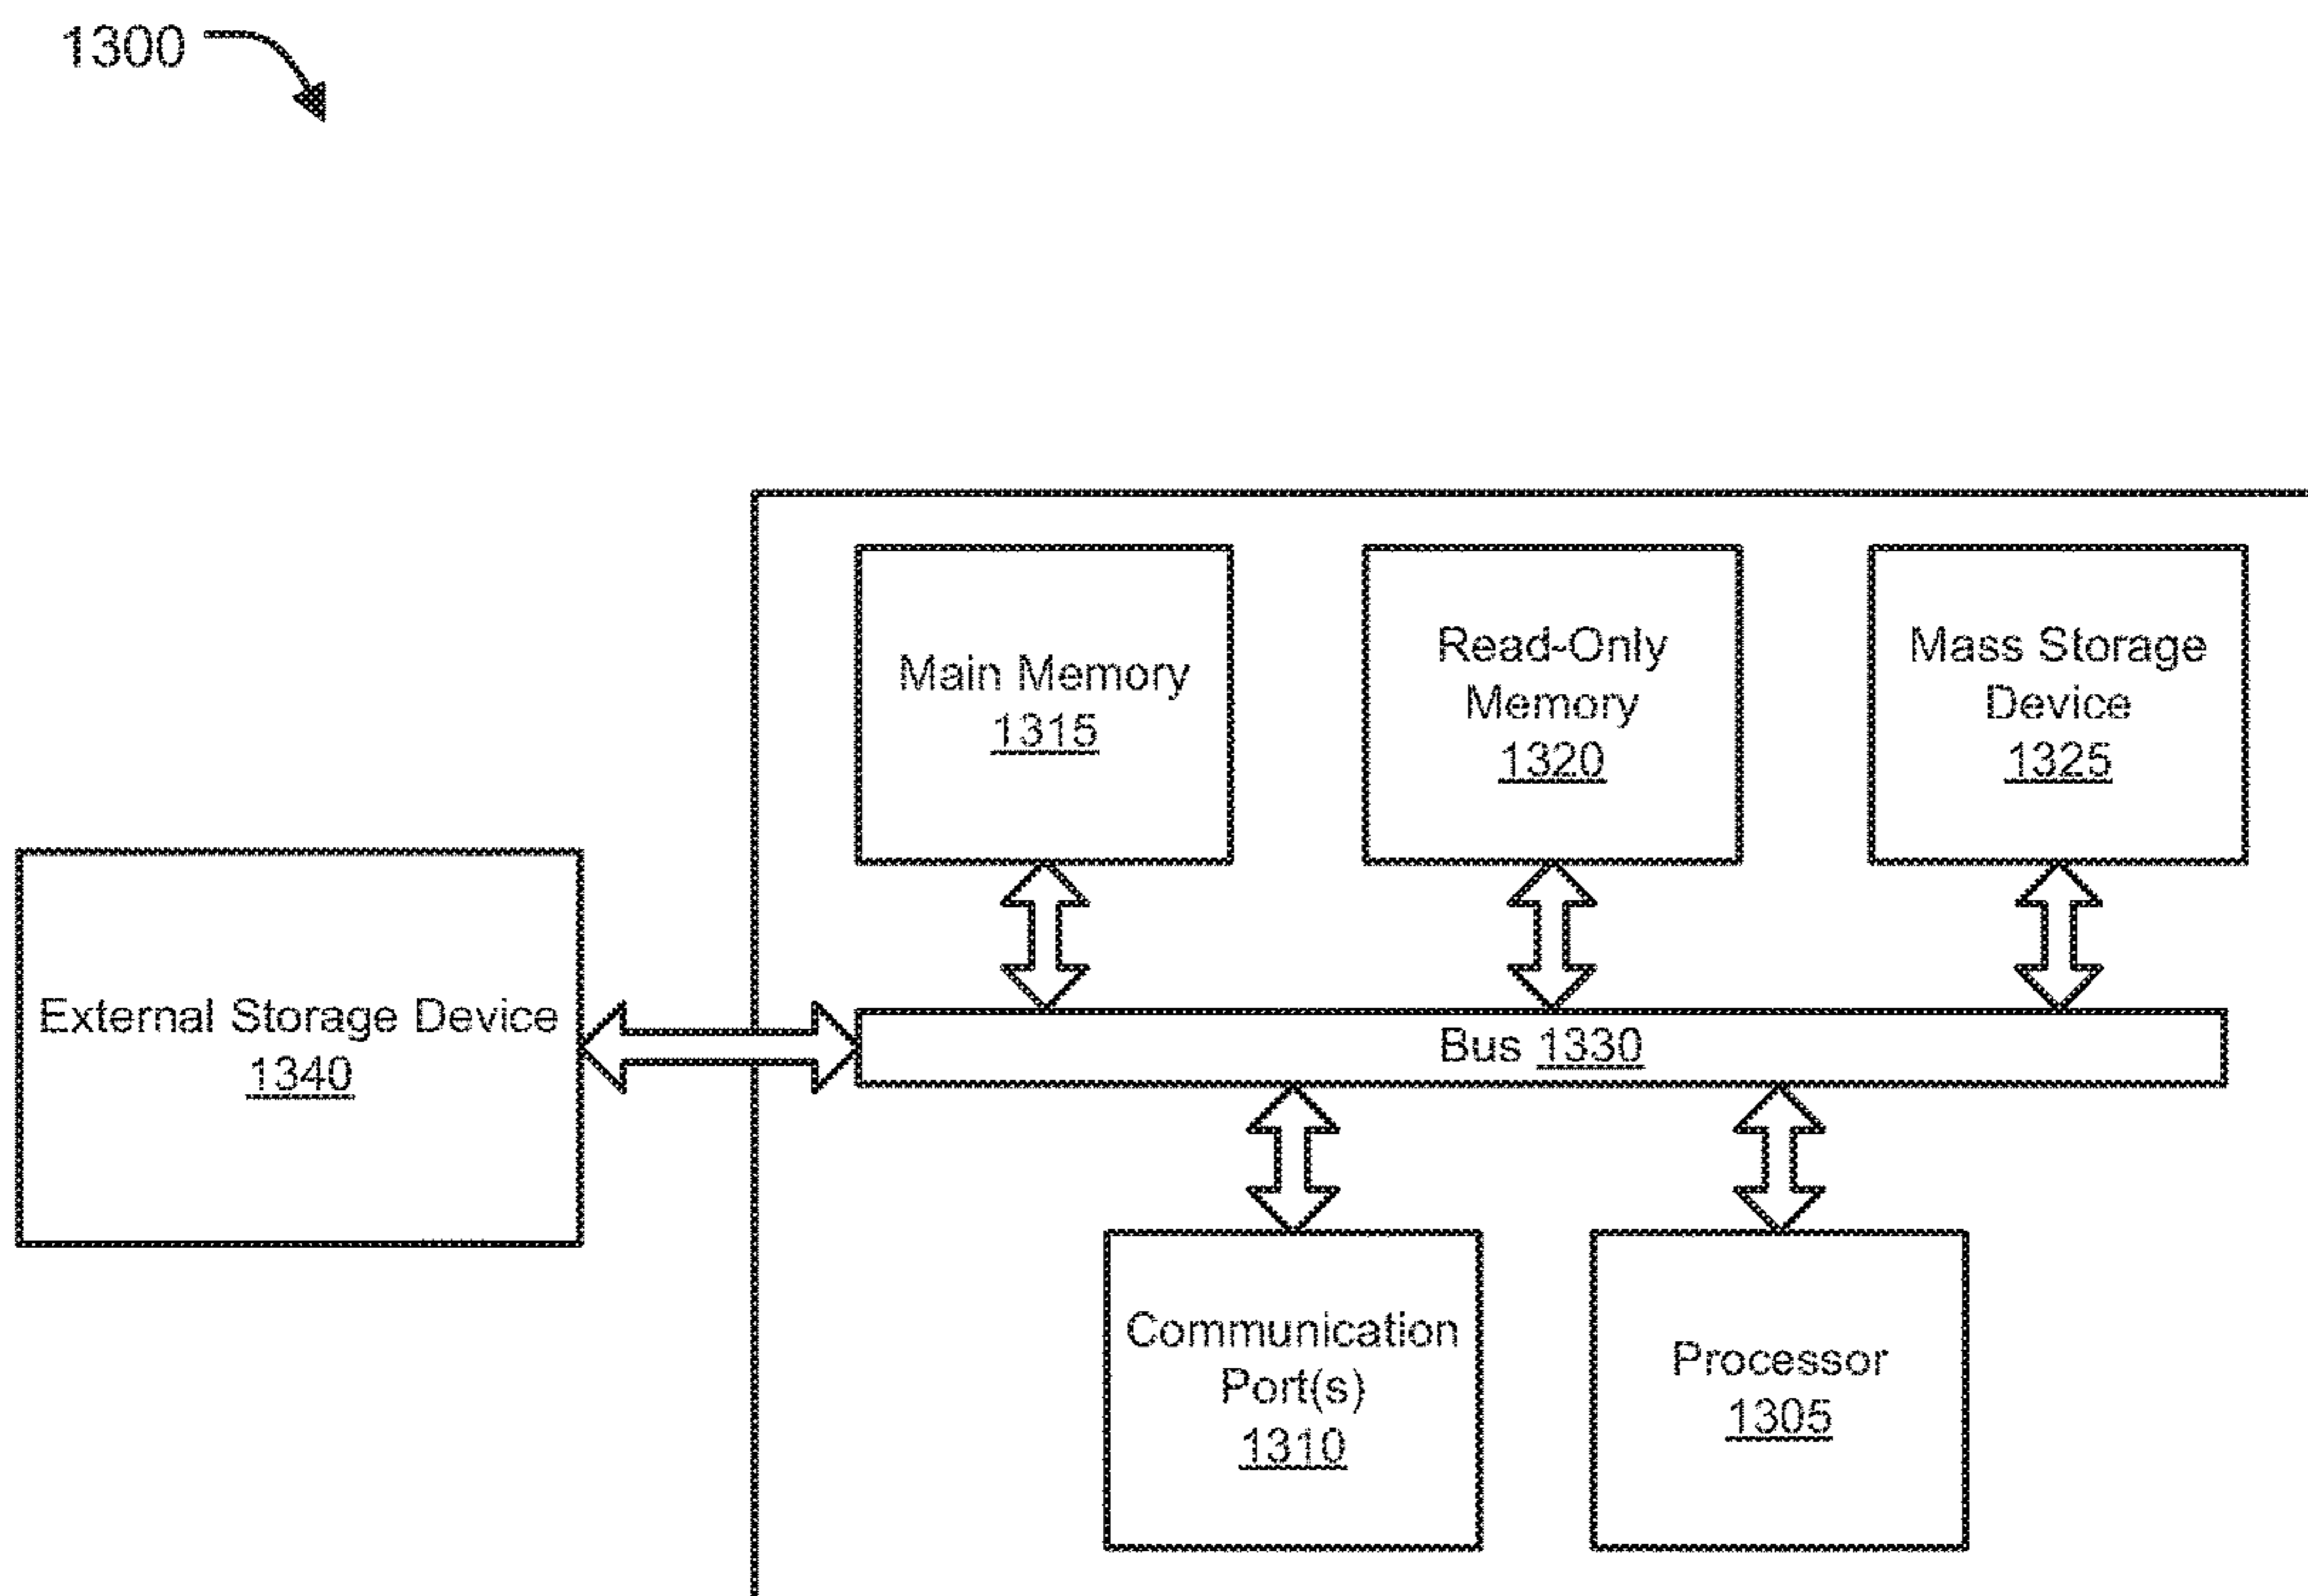 1300
Main Memory
1315
Read-Only
Memory
1320
Mass Storage
Device
1325
External Storage Device
1340
Bus 1330
Communication
Port(s)
1310
Processor
1305